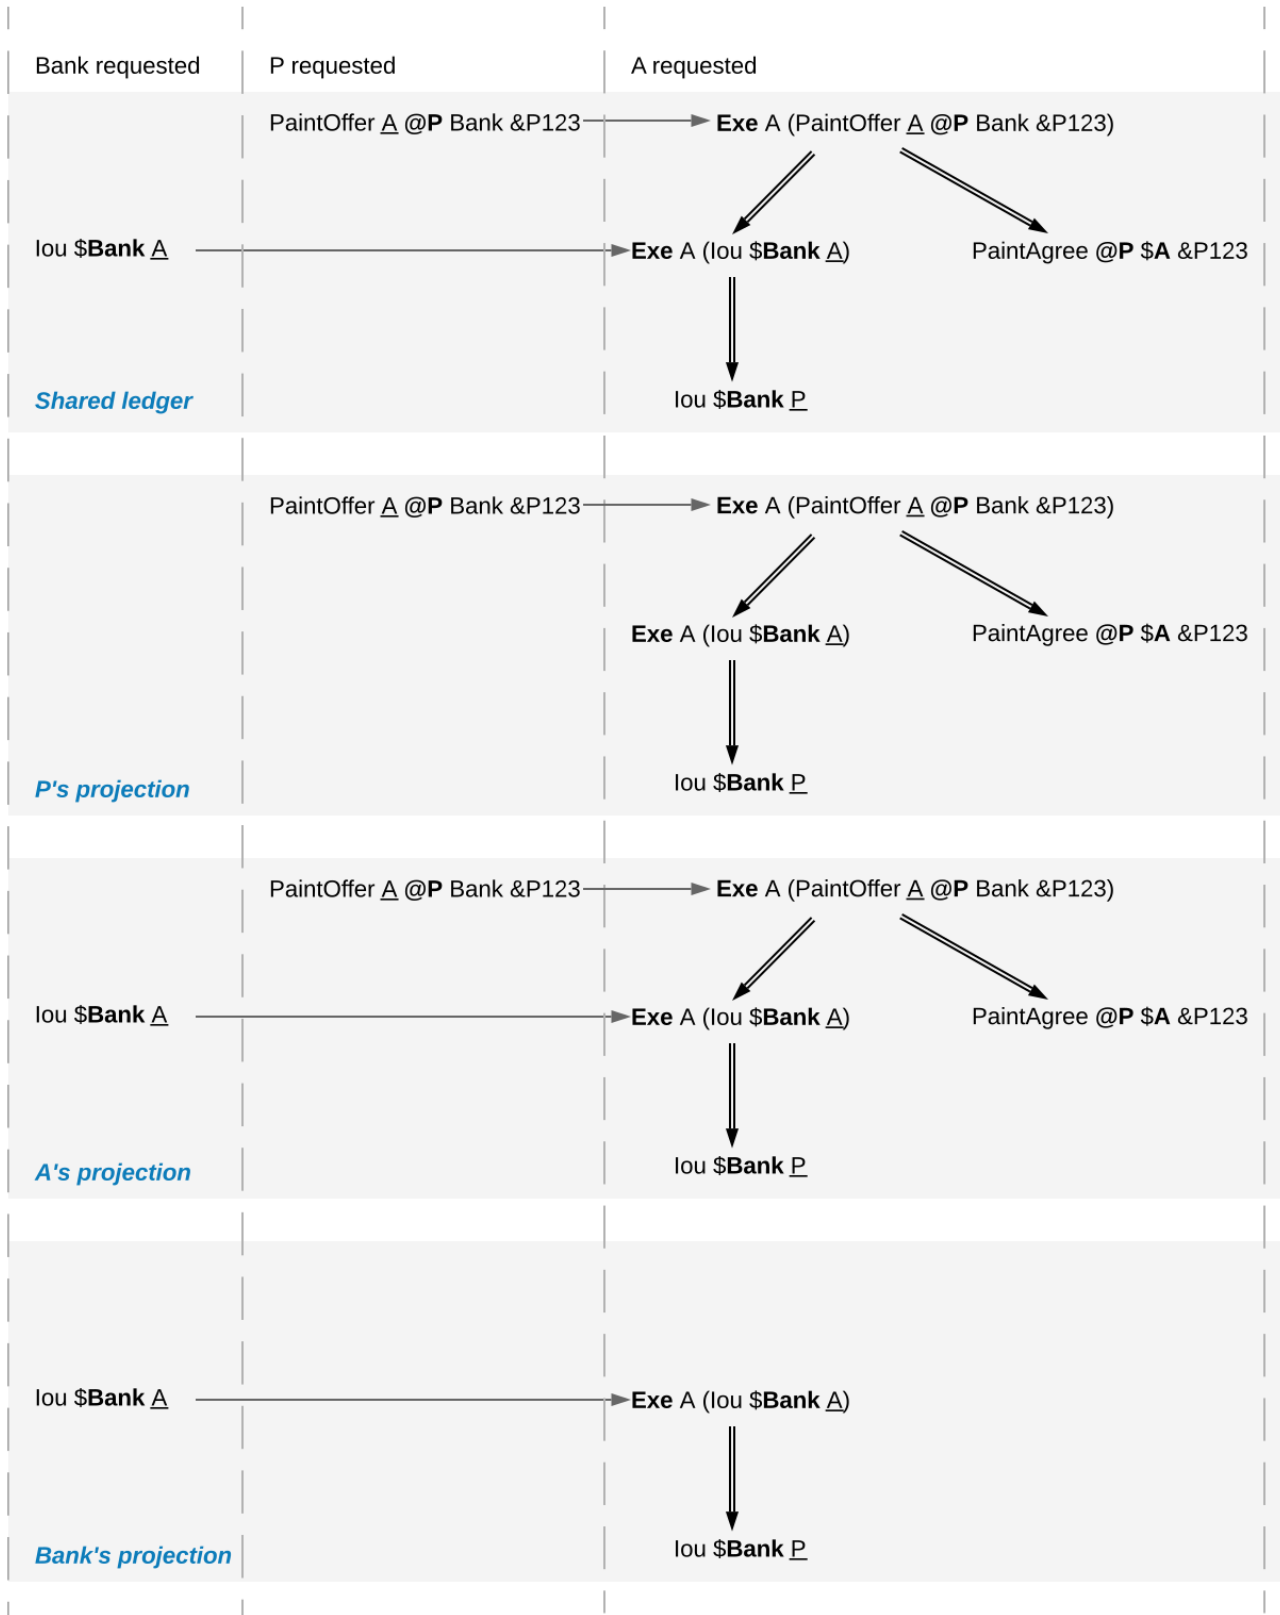 Bank requested P requested A requested
PaintOffer A @P Bank &P123 Exe A (PaintOffer A @P Bank &P123)
Iou $Bank A Exe A (Iou $Bank A) PaintAgree @P $A &P123
Shared ledger Iou $Bank P
PaintOffer A @P Bank &P123 Exe A (PaintOffer A @P Bank &P123)
Exe A (Iou $Bank A) PaintAgree @P $A &P123
P's projection Iou $Bank P
PaintOffer A @P Bank &P123 Exe A (PaintOffer A @P Bank &P123)
Iou $Bank A Exe A (Iou $Bank A) PaintAgree @P $A &P123
A's projection Iou $Bank P
Iou $Bank A Exe A (Iou $Bank A)
Bank's projection Iou $Bank P